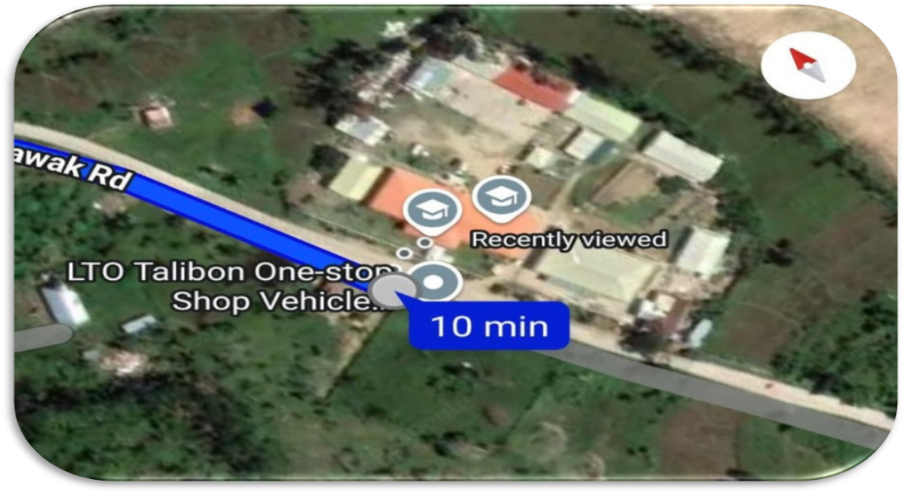 awak Rd
Recently viewed
LTO Talibon One-stop
Shop Vehicle...
10 min